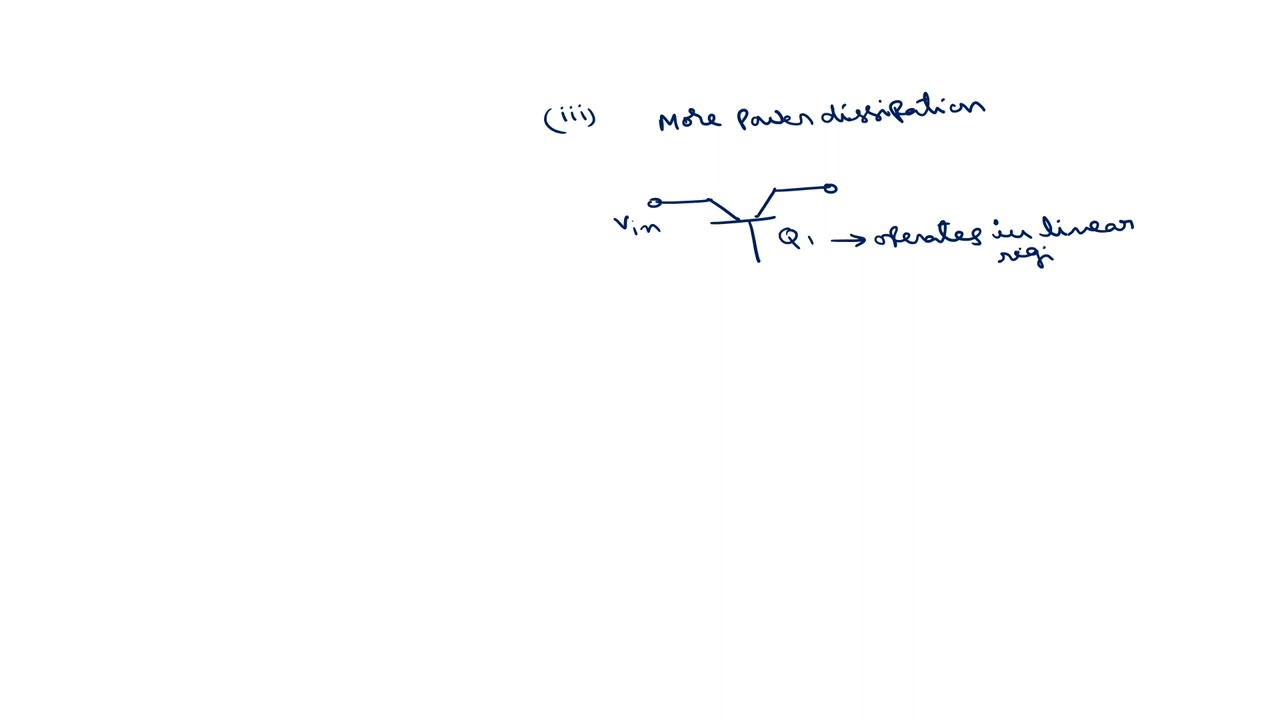 (iii) More Power dissipation
Vin
Q1 → operates in linear
regi